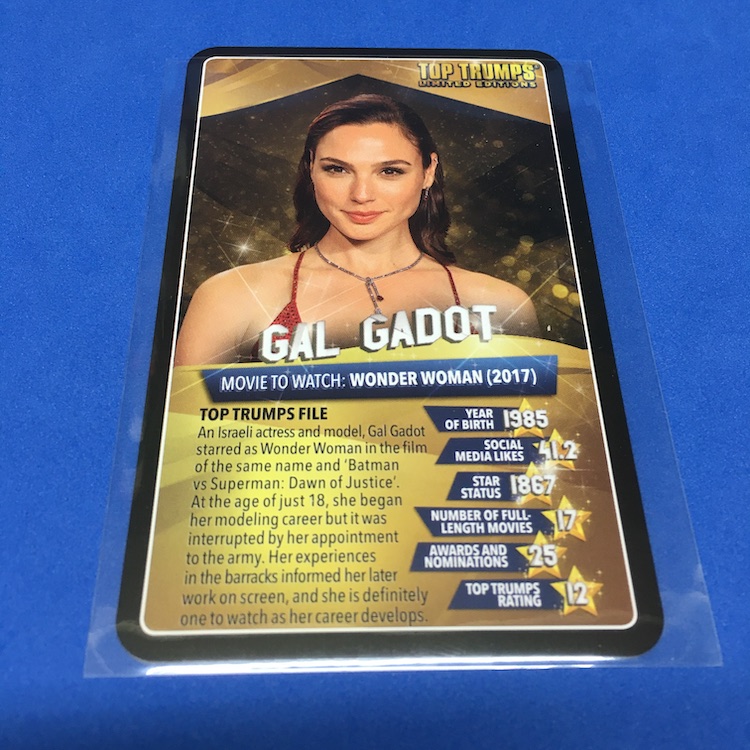 TOP TRUMPS
LIMITED EDITIONS
GAL GADOT
MOVIE TO WATCH: WONDER WOMAN (2017)
TOP TRUMPS FILE
An Israeli actress and model, Gal Gadot
starred as Wonder Woman in the film
of the same name and 'Batman
vs Superman: Dawn of Justice'.
At the age of just 18, she began
her modeling career but it was
interrupted by her appointment
to the army. Her experiences
in the barracks informed her later
work on screen, and she is definitely
one to watch as her career develops.
YEAR
OF BIRTH 1985
SOCIAL
MEDIA LIKES 41.2
STAR
STATUS 1867
NUMBER OF FULL-
LENGTH MOVIES 17
AWARDS AND
NOMINATIONS 25
TOP TRUMPS
RATING 12